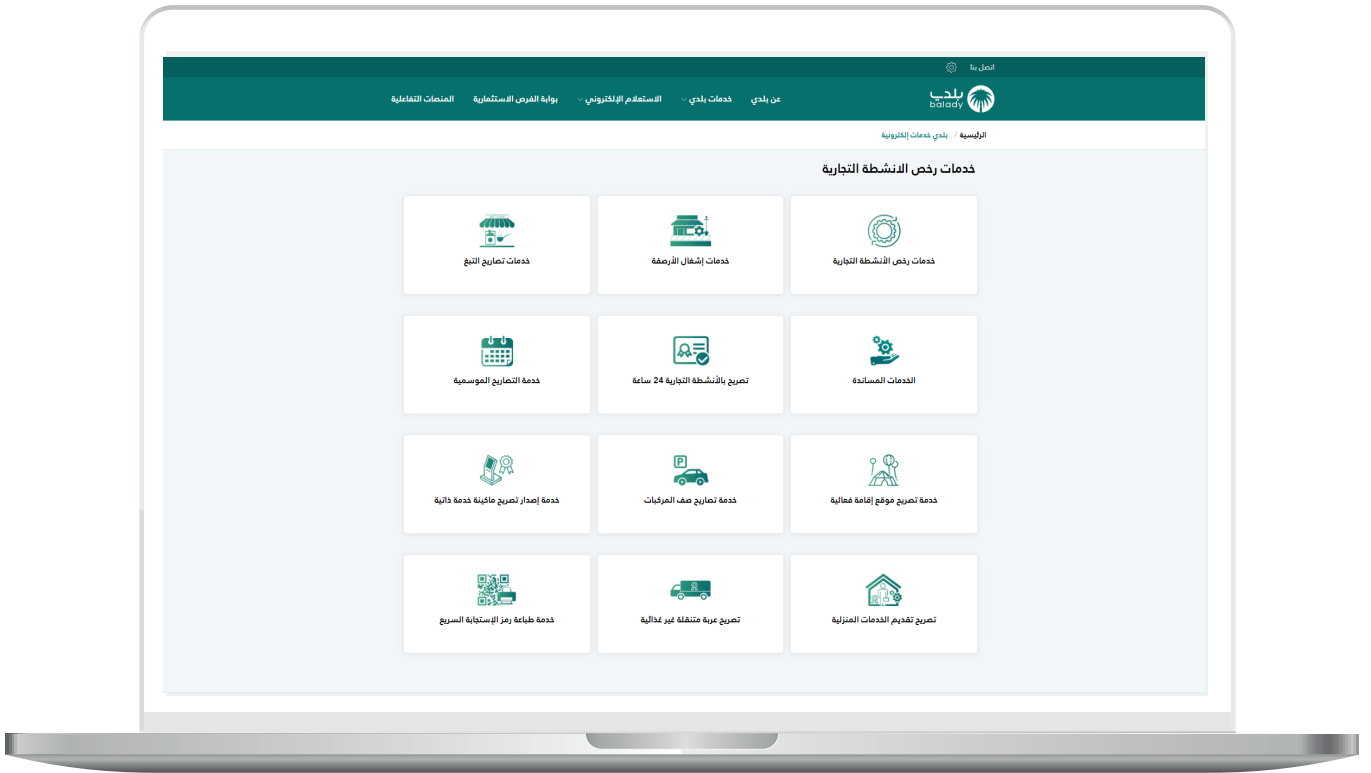 اتصل بنا
بلدي
balady
عن بلدي
خدمات بلدي
الاستعلام الإلكتروني
بوابة الفرص الاستثمارية
المنصات التفاعلية
الرئيسية / بلدي خدمات إلكترونية
خدمات رخص الانشطة التجارية
خدمات رخص الأنشطة التجارية
خدمات إشغال الأرصفة
خدمات تصاريح التبغ
الخدمات المساندة
تصريح بالأنشطة التجارية 24 ساعة
خدمة التصاريح الموسمية
خدمة تصريح موقع إقامة فعالية
P
خدمة تصاريح صف المركبات
خدمة إصدار تصريح ماكينة خدمة ذاتية
تصريح تقديم الخدمات المنزلية
تصريح عربة متنقلة غير غذائية
خدمة طباعة رمز الإستجابة السريع